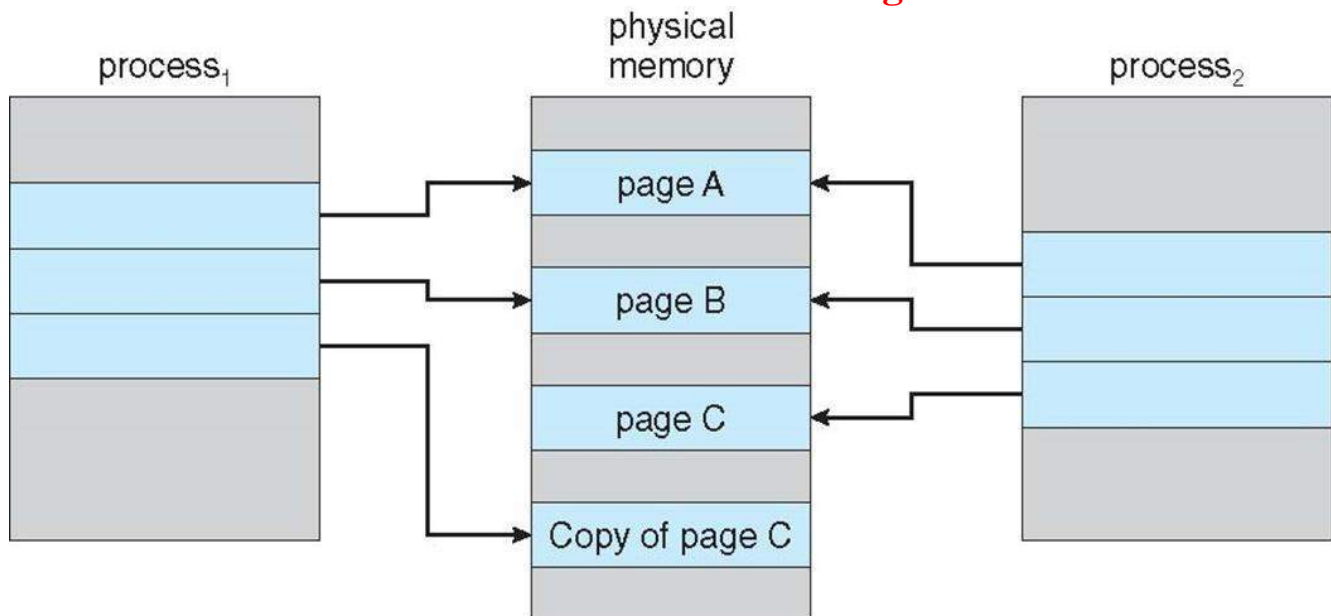 physical
memory
process₁
process₂
page A
page B
page C
Copy of page C